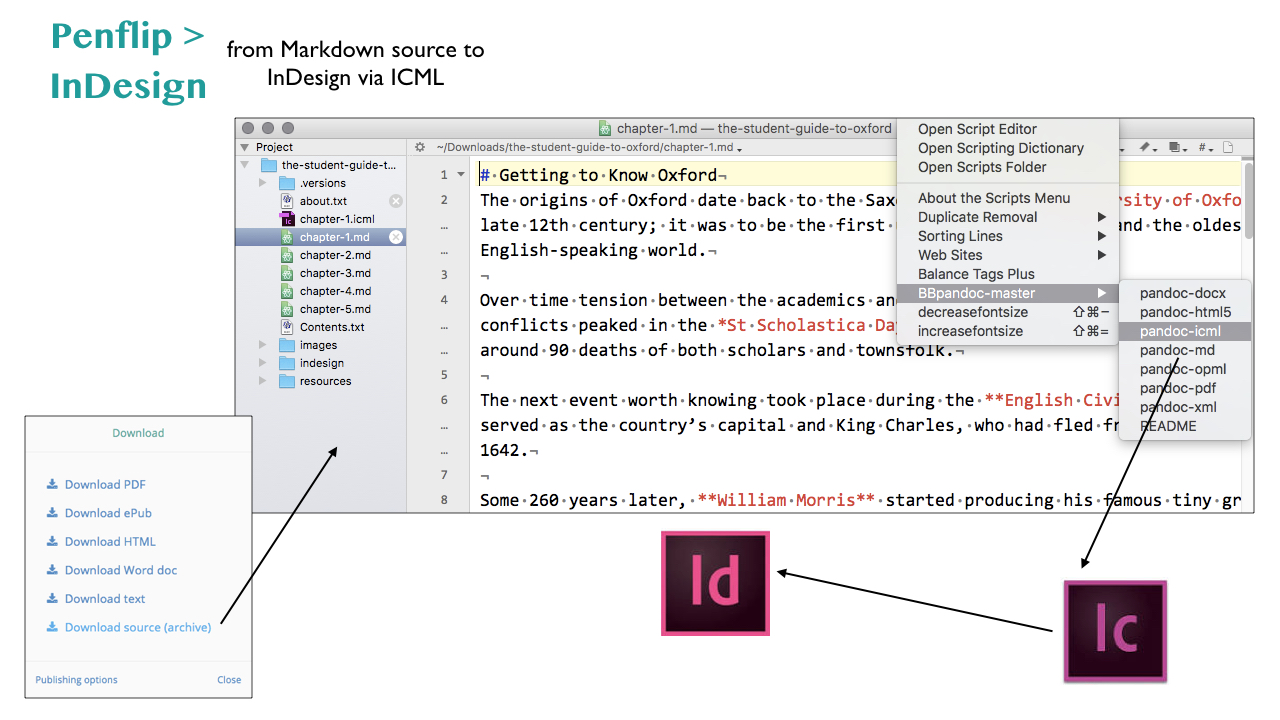 Penflip >
InDesign
from Markdown source to
InDesign via ICML
chapter-1.md — the-student-guide-to-oxford
Project
~/Downloads/the-student-guide-to-oxford/chapter-1.md
the-student-guide-t...
.versions
about.txt
chapter-1.icml
chapter-1.md
chapter-2.md
chapter-3.md
chapter-4.md
chapter-5.md
Contents.txt
images
indesign
resources
1 # Getting to Know Oxford¬
2 The origins of Oxford date back to the Sax rsity of Oxfo
… late 12th century; it was to be the first and the oldes
… English-speaking world.¬
3 ¬
4 Over time tension between the academics an
… conflicts peaked in the *St Scholastica Da
… around 90 deaths of both scholars and townsfolk.¬
5 ¬
6 The next event worth knowing took place during the **English Civi
… served as the country’s capital and King Charles, who had fled fr
… 1642.¬
7 ¬
8 Some 260 years later, **William Morris** started producing his famous tiny gr
Open Script Editor
Open Scripting Dictionary
Open Scripts Folder
About the Scripts Menu
Duplicate Removal
Sorting Lines
Web Sites
Balance Tags Plus
BBpandoc-master
decreasefontsize ⇧⌘−
increasefontsize ⇧⌘=
#
pandoc-docx
pandoc-html5
pandoc-icml
pandoc-md
pandoc-opml
pandoc-pdf
pandoc-xml
README
Download
Download PDF
Download ePub
Download HTML
Download Word doc
Download text
Download source (archive)
Publishing options Close
Id
Ic